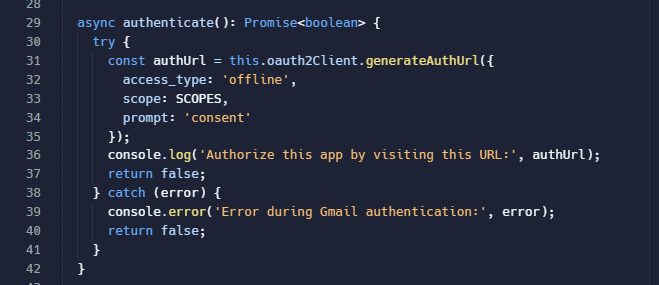 28
29 async authenticate(): Promise<boolean> {
30 try {
31 const authUrl = this.oauth2Client.generateAuthUrl({
32 access_type: 'offline',
33 scope: SCOPES,
34 prompt: 'consent'
35 });
36 console.log('Authorize this app by visiting this URL:', authUrl);
37 return false;
38 } catch (error) {
39 console.error('Error during Gmail authentication:', error);
40 return false;
41 }
42 }